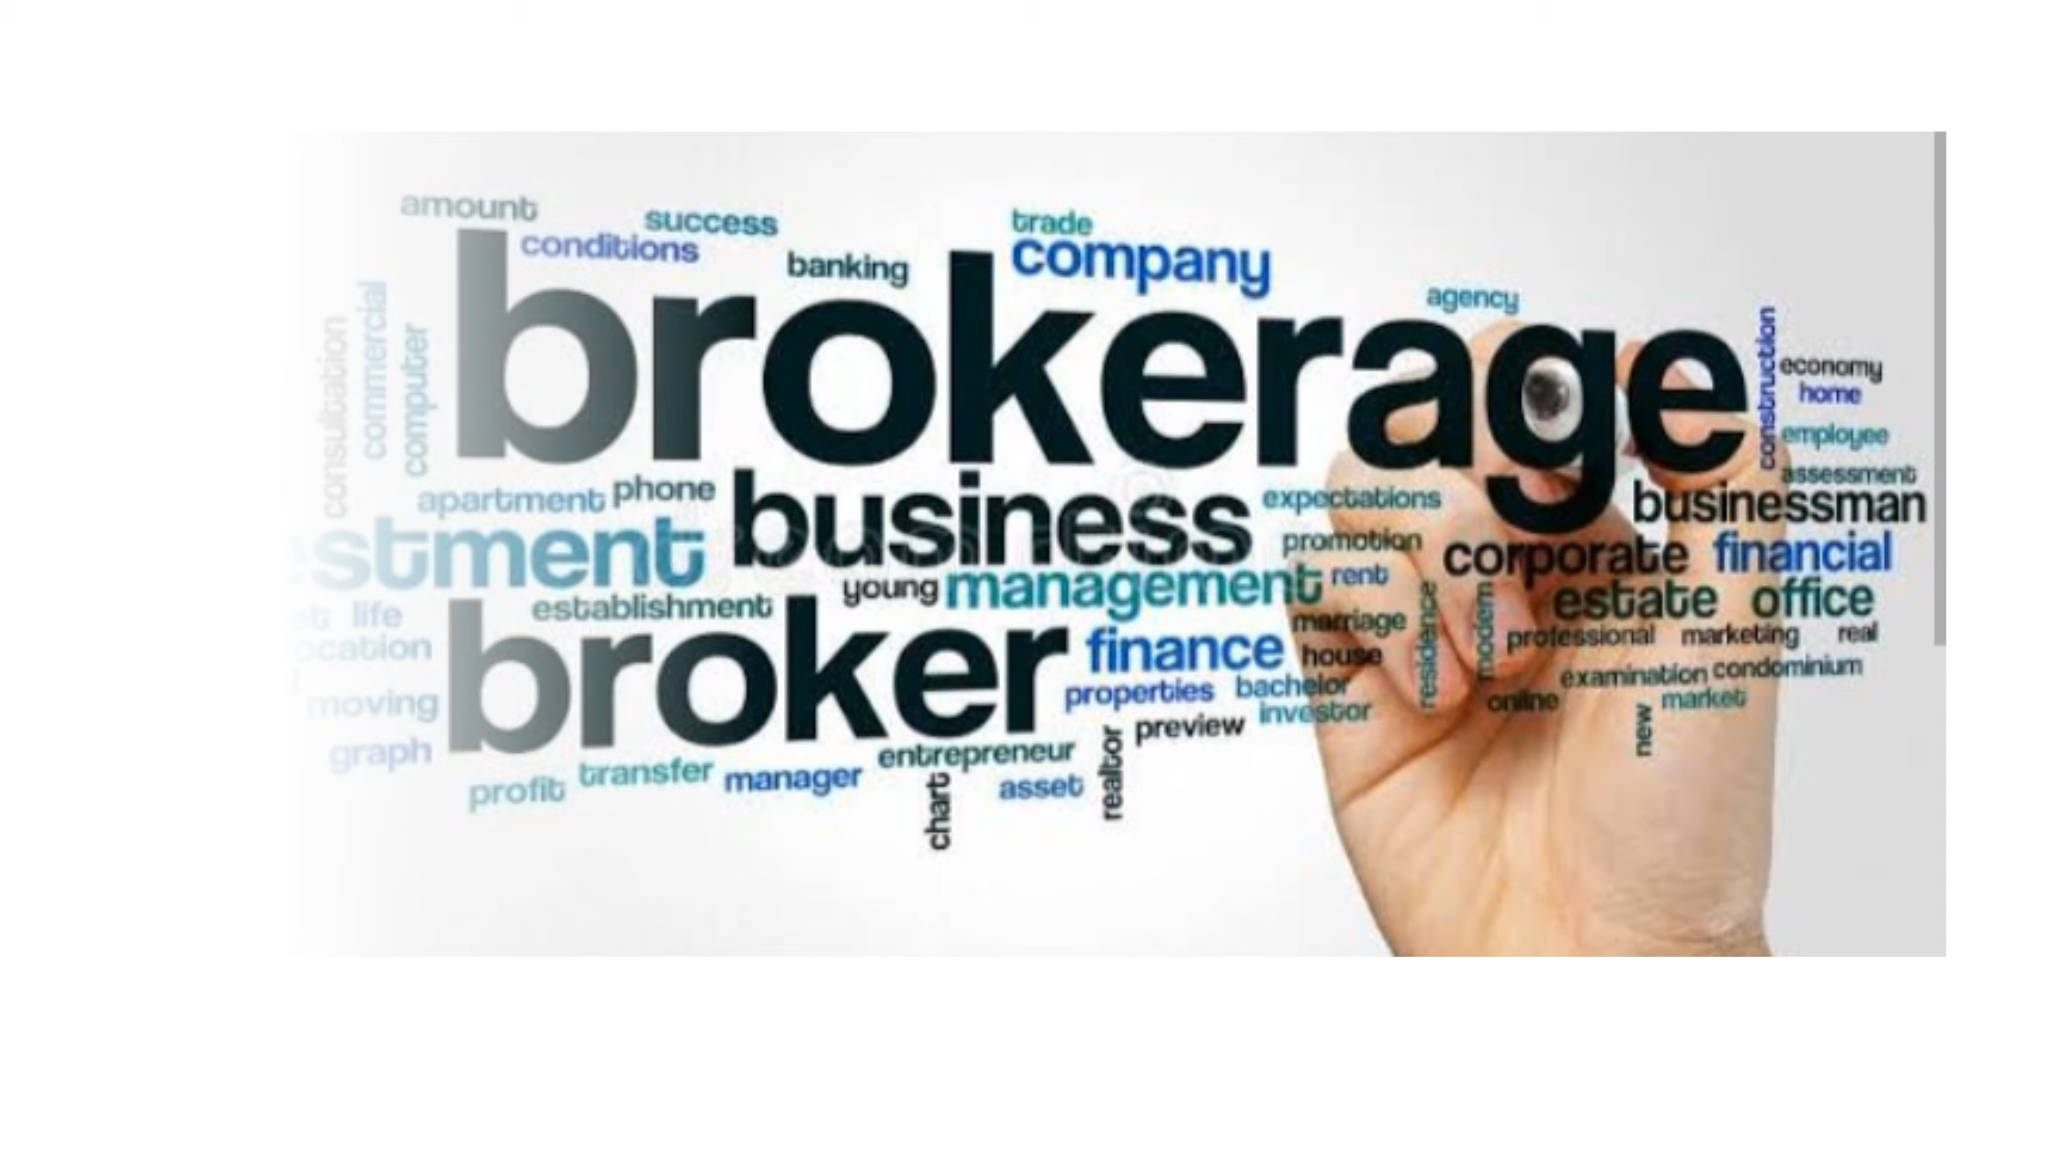 amount
success
conditions
banking
trade
company
agency
consultation
commercial
computer
brokerage
construction
economy
home
employee
assessment
apartment
phone
business
expectations
businessman
stment
promotion
corporate
financial
young
management
rent
estate
office
life
establishment
broker
marriage
residence
modern
professional
marketing
real
ocation
finance
house
examination
condominium
moving
properties
bachelor
online
market
investor
preview
new
graph
entrepreneur
realtor
profit
transfer
manager
chart
asset